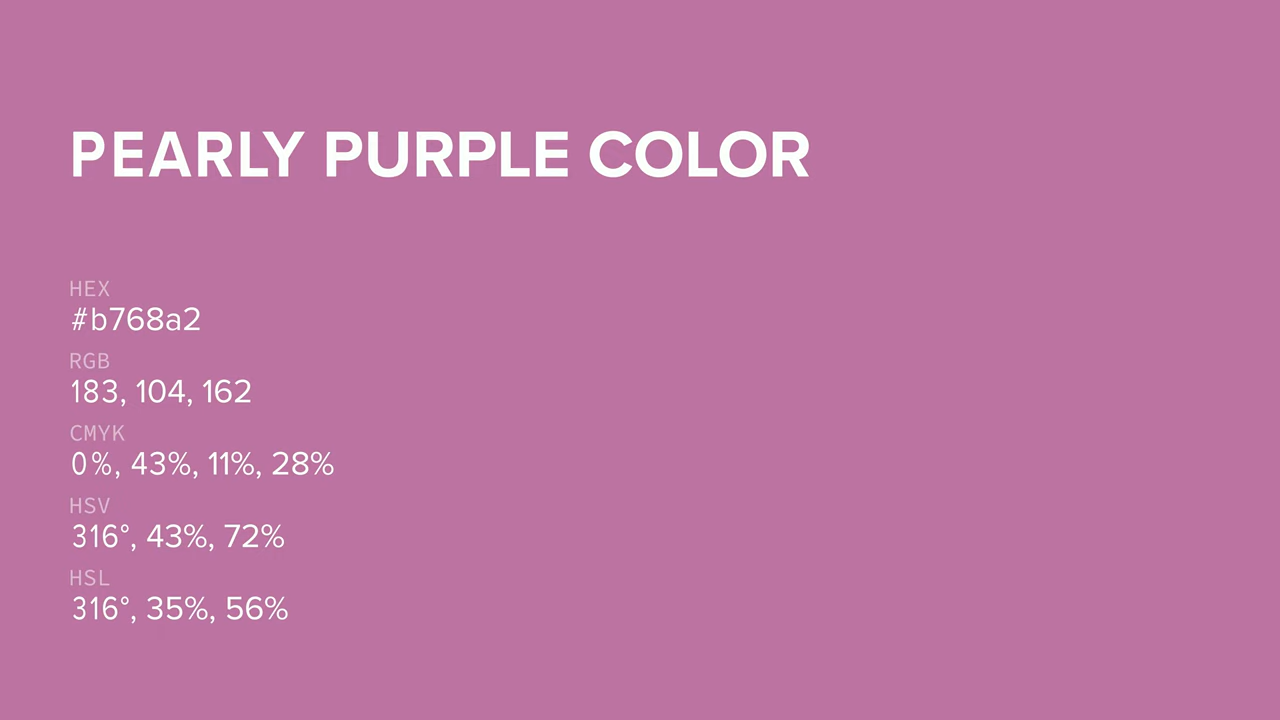 PEARLY PURPLE COLOR
HEX
#b768a2
RGB
183, 104, 162
CMYK
0%, 43%, 11%, 28%
HSV
316°, 43%, 72%
HSL
316°, 35%, 56%